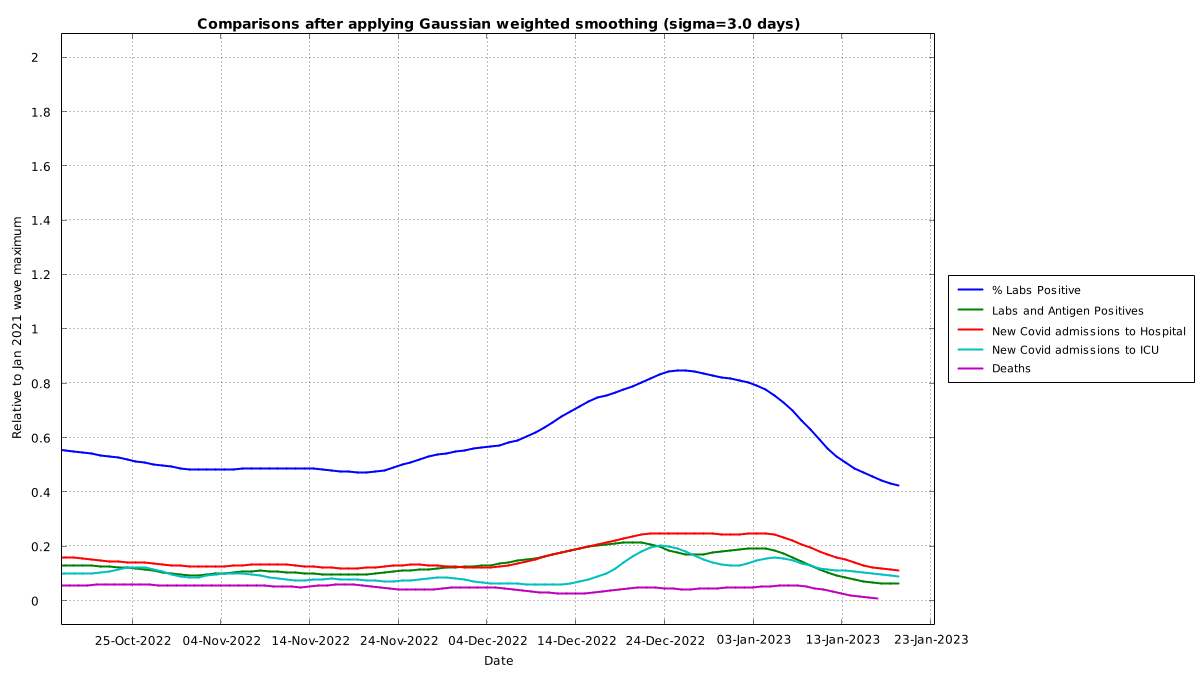 Comparisons after applying Gaussian weighted smoothing (sigma=3.0 days)
Relative to Jan 2021 wave maximum
2
1.8
1.6
1.4
1.2
1
0.8
0.6
0.4
0.2
0
25-Oct-2022 04-Nov-2022 14-Nov-2022 24-Nov-2022 04-Dec-2022 14-Dec-2022 24-Dec-2022 03-Jan-2023 13-Jan-2023 23-Jan-2023
Date
% Labs Positive
Labs and Antigen Positives
New Covid admissions to Hospital
New Covid admissions to ICU
Deaths